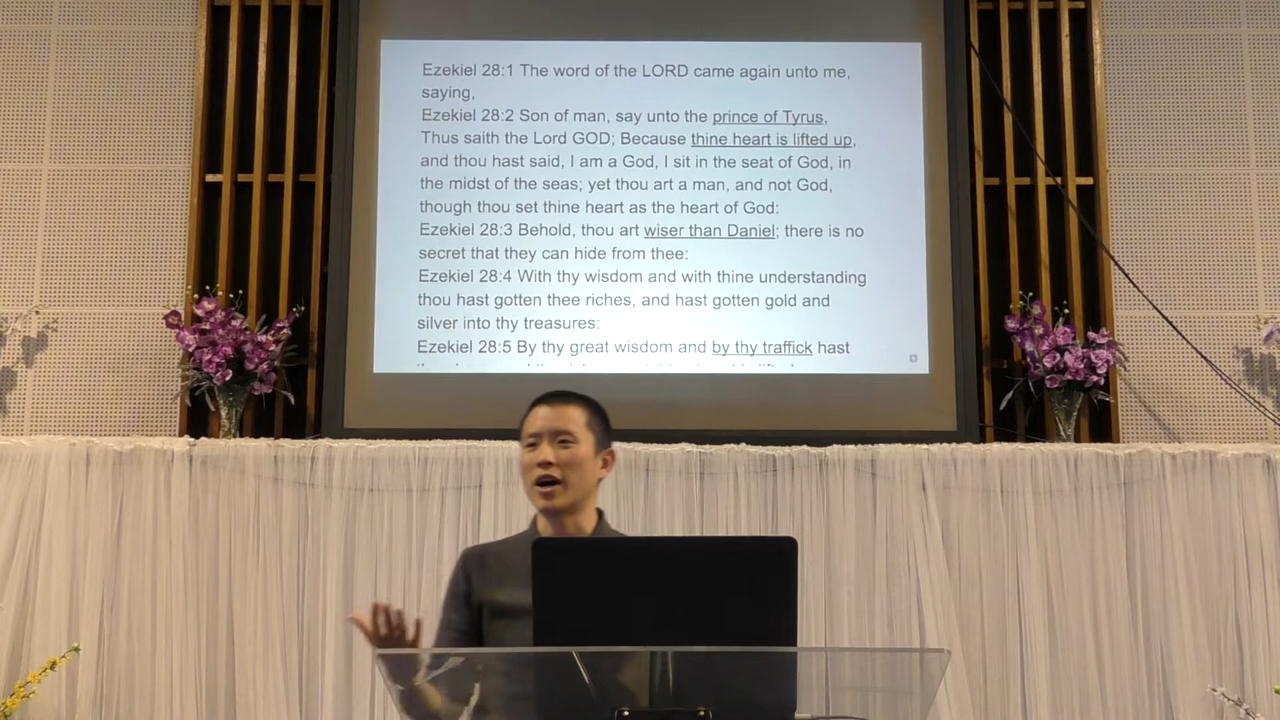 Ezekiel 28:1 The word of the LORD came again unto me,
saying,
Ezekiel 28:2 Son of man, say unto the prince of Tyrus,
Thus saith the Lord GOD; Because thine heart is lifted up,
and thou hast said, I am a God, I sit in the seat of God, in
the midst of the seas; yet thou art a man, and not God,
though thou set thine heart as the heart of God:
Ezekiel 28:3 Behold, thou art wiser than Daniel; there is no
secret that they can hide from thee:
Ezekiel 28:4 With thy wisdom and with thine understanding
thou hast gotten thee riches, and hast gotten gold and
silver into thy treasures:
Ezekiel 28:5 By thy great wisdom and by thy traffick hast